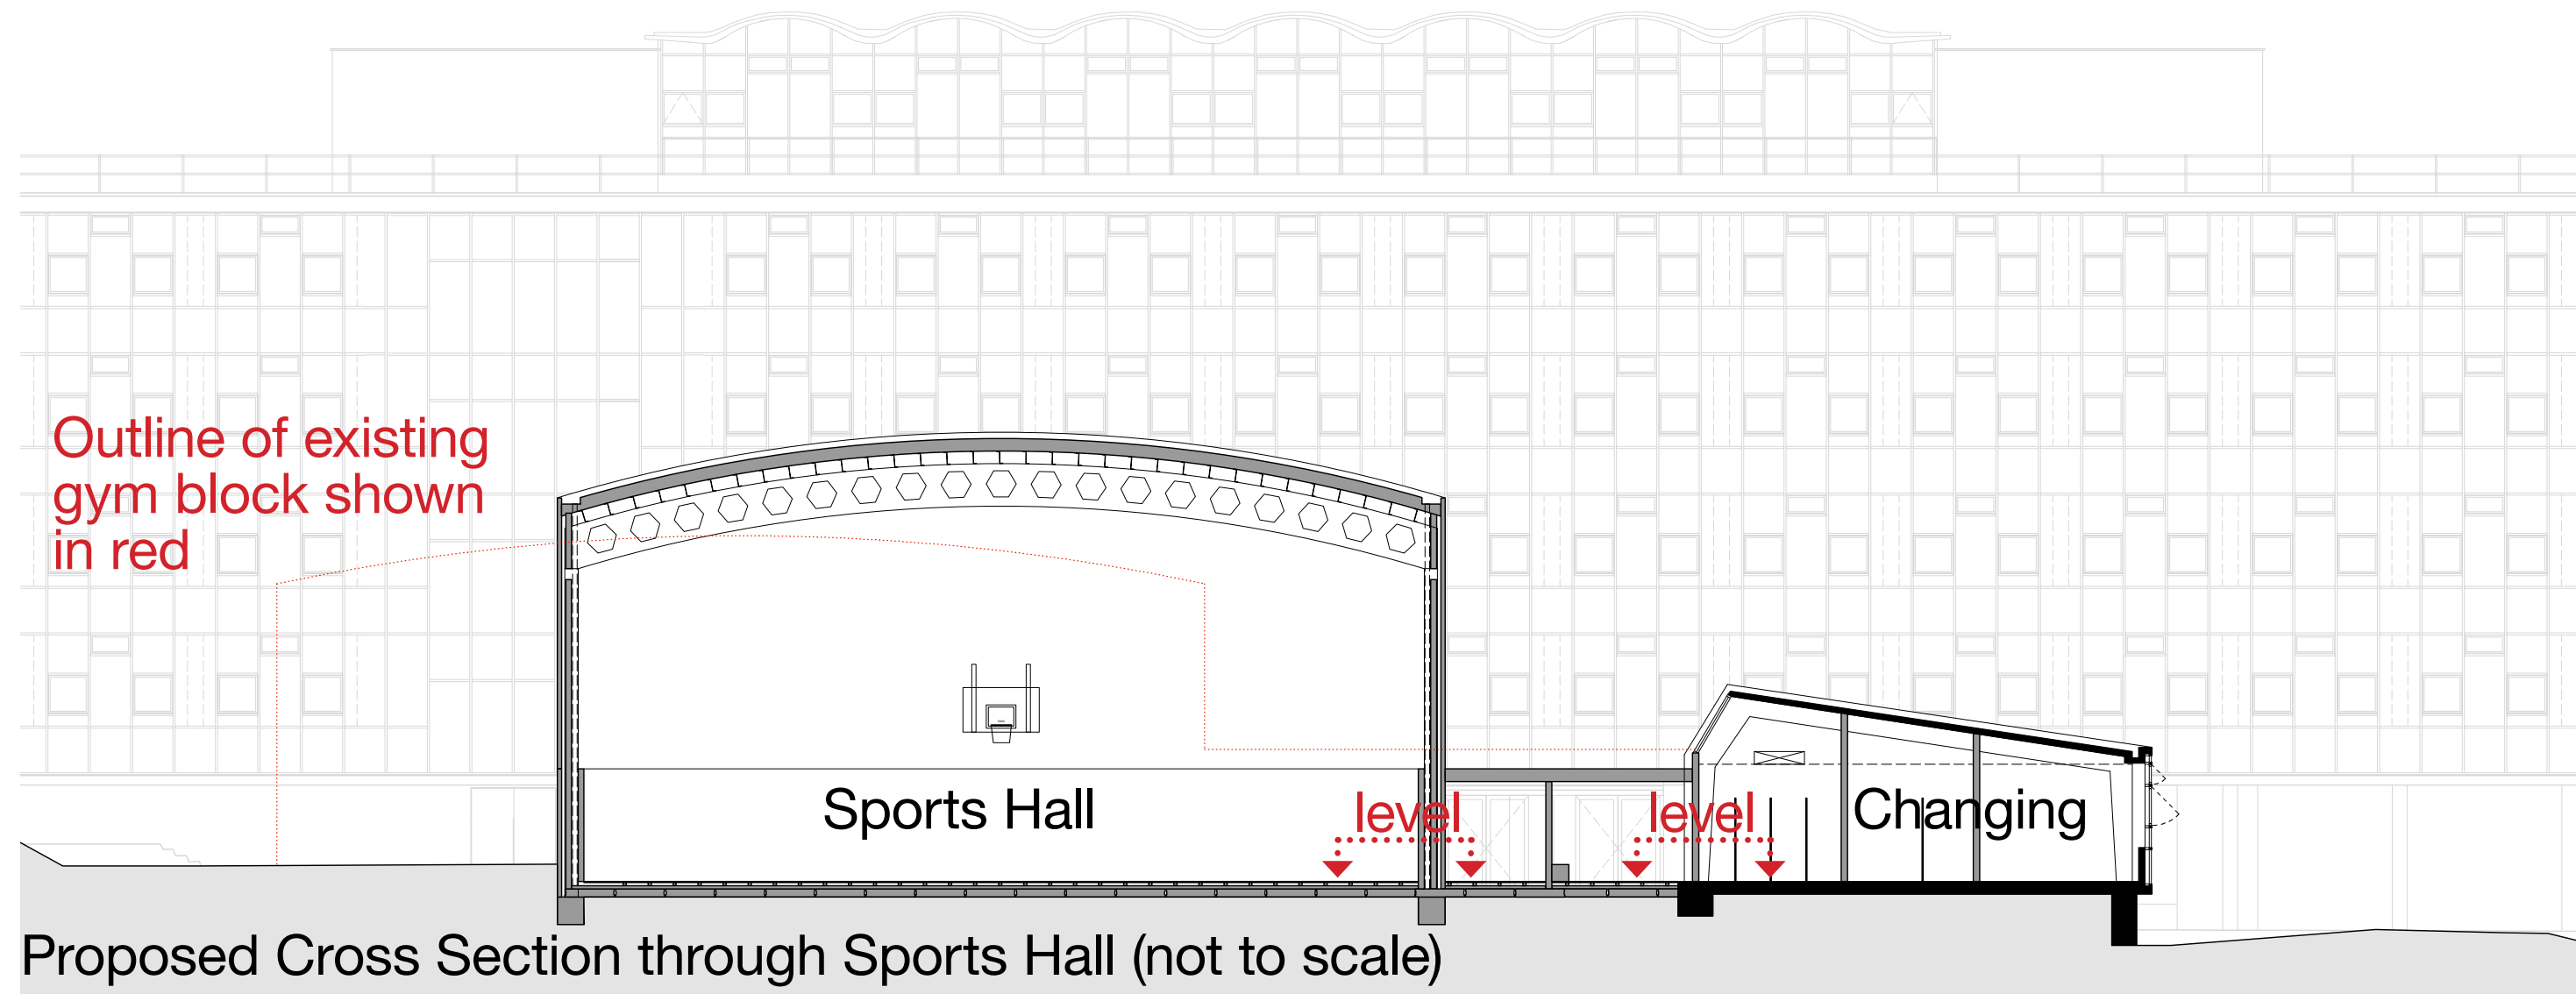 Outline of existing
gym block shown
in red
Sports Hall
level
level
Changing
Proposed Cross Section through Sports Hall (not to scale)